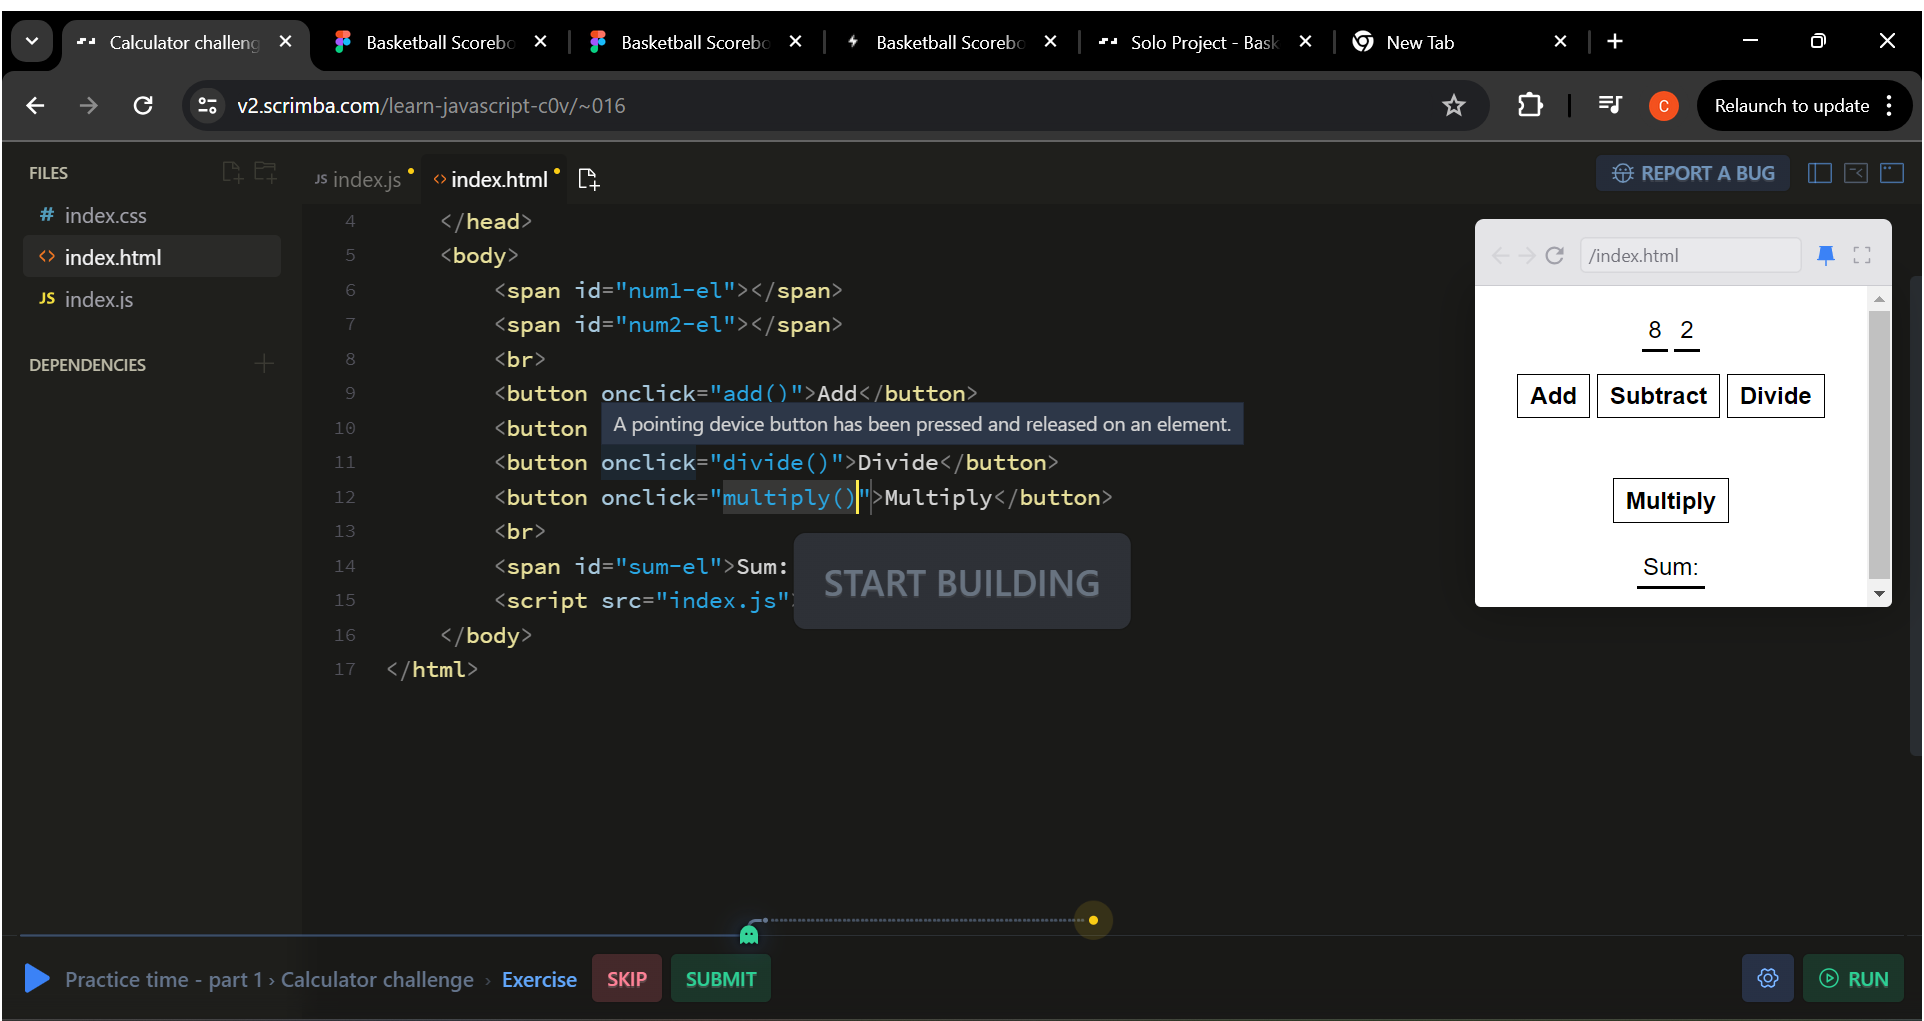 Calculator challeng
Basketball Scorebo
Basketball Scorebo
Basketball Scorebo
Solo Project - Bask
New Tab
v2.scrimba.com/learn-javascript-c0v/~016
C
Relaunch to update
FILES
# index.css
<> index.html
JS index.js
DEPENDENCIES
JS index.js
<> index.html
REPORT A BUG
4 </head>
5 <body>
6 <span id="num1-el"></span>
7 <span id="num2-el"></span>
8 <br>
9 <button onclick="add()">Add</button>
10 <button
A pointing device button has been pressed and released on an element.
11 <button onclick="divide()">Divide</button>
12 <button onclick="multiply()">Multiply</button>
13 <br>
14 <span id="sum-el">Sum:
15 <script src="index.js"
16 </body>
17 </html>
START BUILDING
/index.html
8 2
Add Subtract Divide
Multiply
Sum:
Practice time - part 1 › Calculator challenge › Exercise
SKIP
SUBMIT
RUN